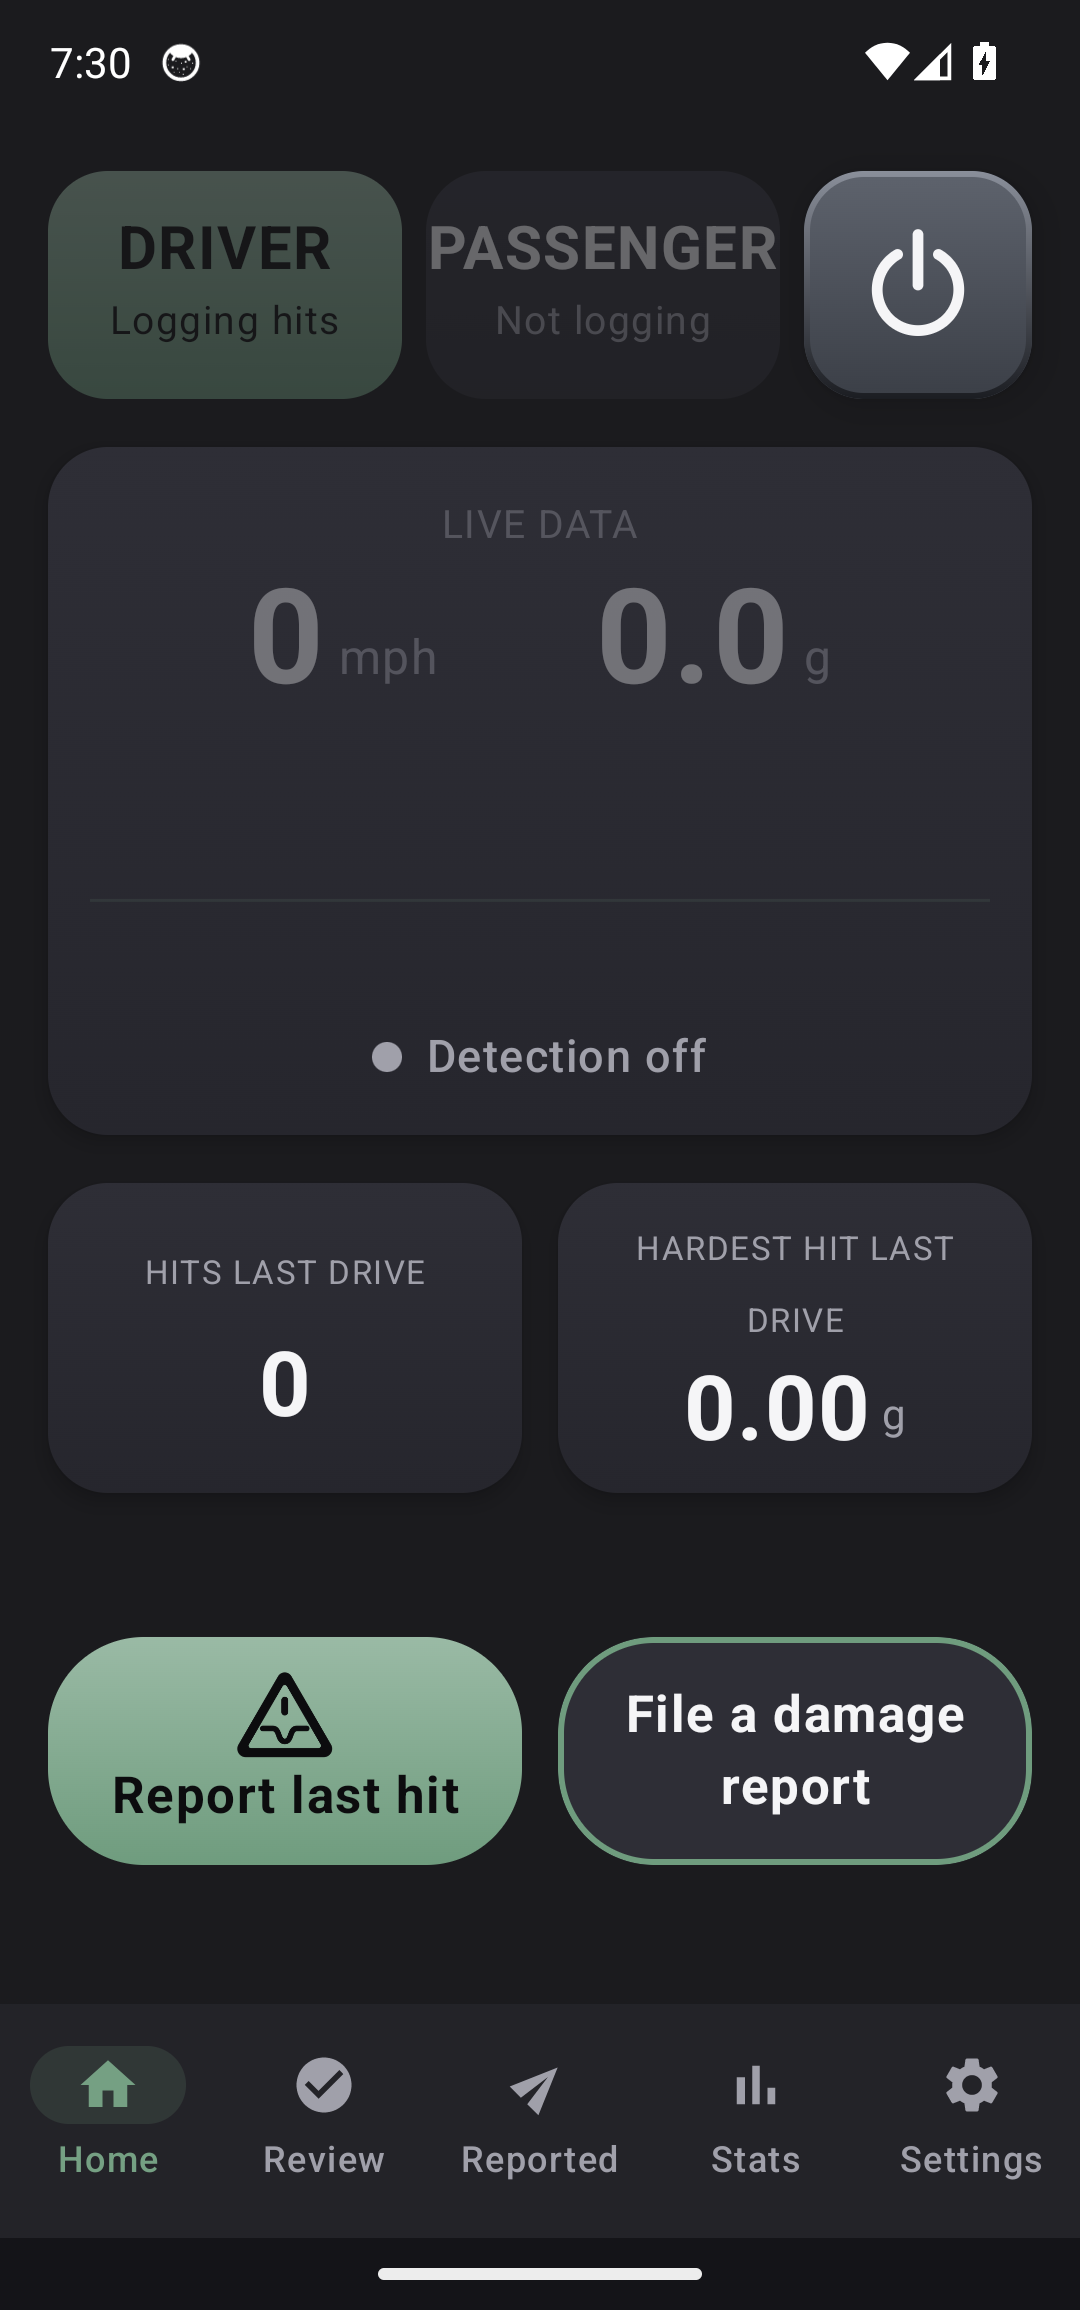 7:30
DRIVER
Logging hits
PASSENGER
Not logging
LIVE DATA
0 mph
0.0 g
Detection off
HITS LAST DRIVE
0
HARDEST HIT LAST
DRIVE
0.00 g
Report last hit
File a damage
report
Home
Review
Reported
Stats
Settings